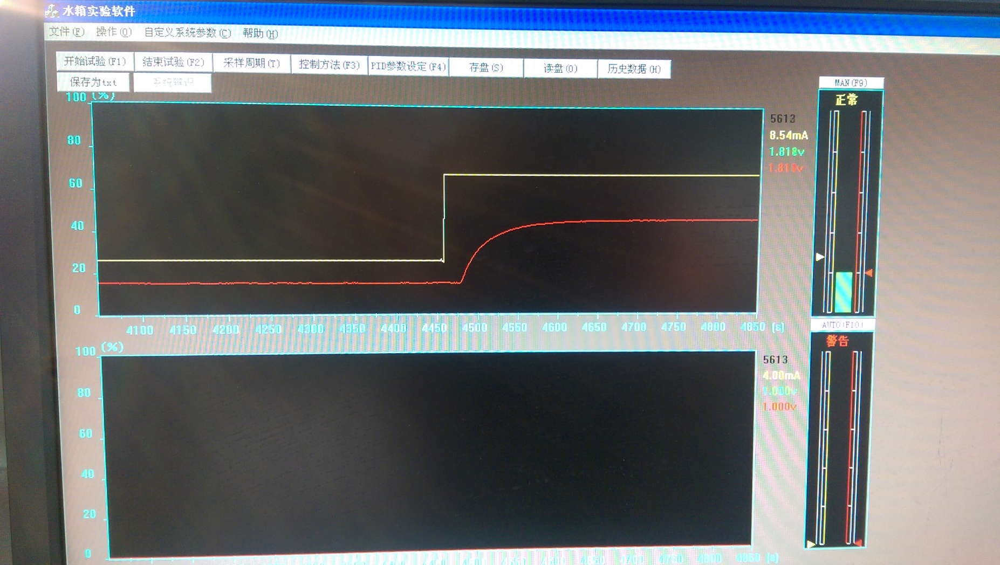 水箱实验软件
文件(F) 操作(O) 自定义系统参数(C) 帮助(H)
开始试验(F1) 结束试验(F2) 采样周期(T) 控制方法(F3) PID参数设定(F4) 存盘(S) 读盘(O) 历史数据(H)
保存为txt 系统辨识
MAN(F9)
正常
100 (%)
80
60
40
20
0
5613
8.54mA
1.818v
4100 4150 4200 4250 4300 4350 4400 4450 4500 4550 4600 4650 4700 4750 4800 4850 [s]
AUTO(F10)
警告
100 (%)
80
60
40
20
0
5613
4.00mA
1.000v
1.000v
4600 4650 4700 4750 4800 4850 [s]